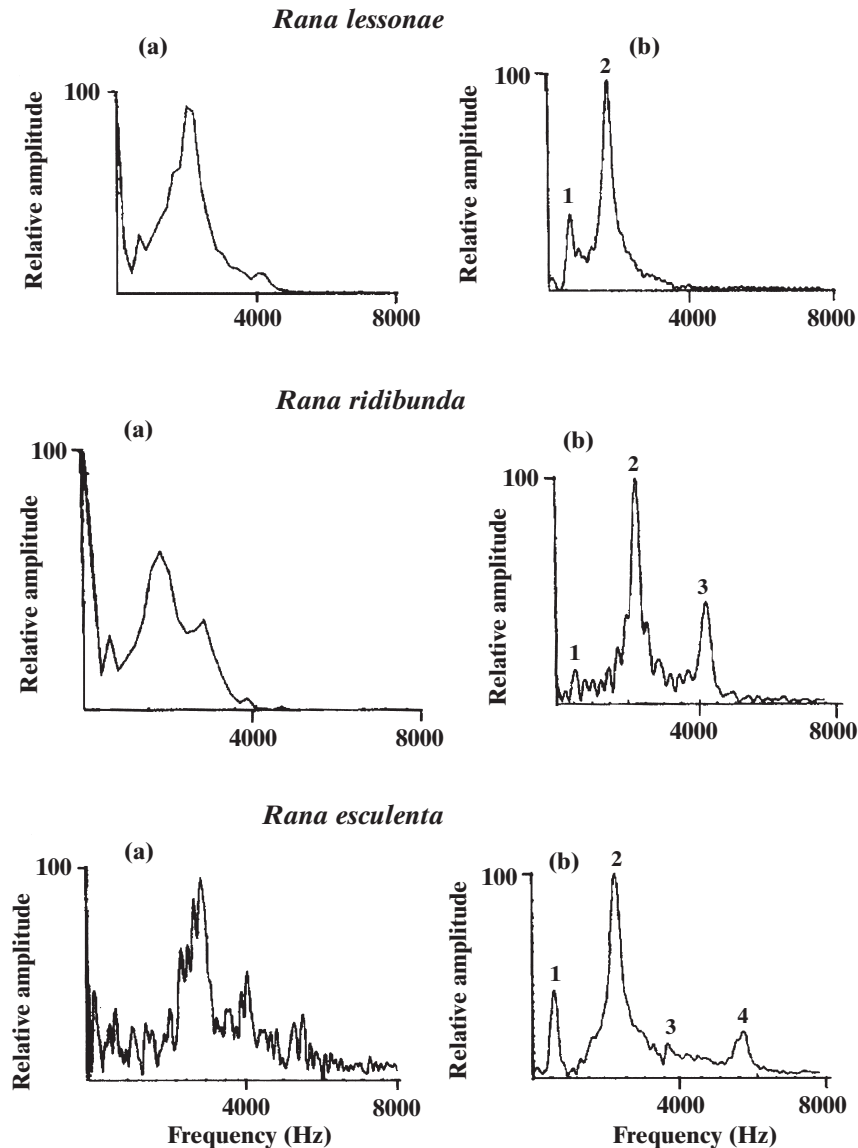 Rana lessonae
(a)
(b)
100
Relative amplitude
4000
8000
100
Relative amplitude
1
2
4000
8000
Rana ridibunda
(a)
(b)
100
Relative amplitude
4000
8000
100
Relative amplitude
1
2
3
4000
8000
Rana esculenta
(a)
(b)
100
Relative amplitude
4000
8000
Frequency (Hz)
100
Relative amplitude
1
2
3
4
4000
8000
Frequency (Hz)